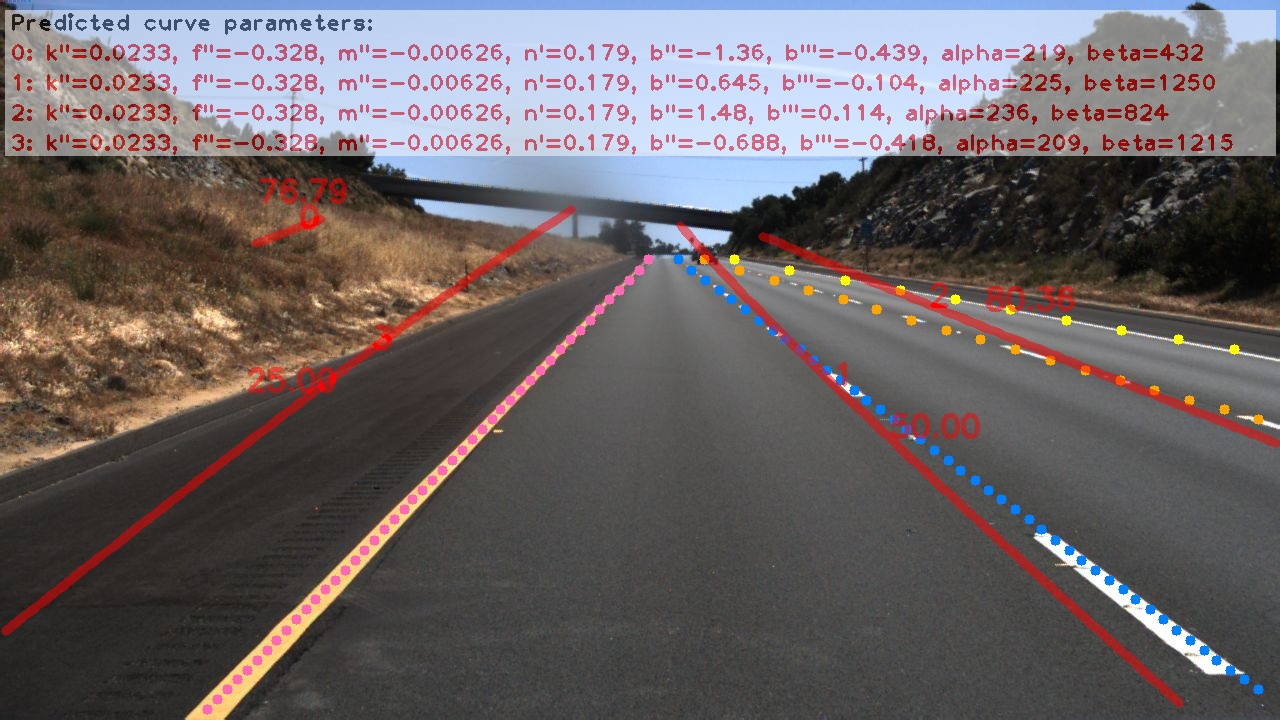 Predicted curve parameters:
0: k''=0.0233, f''=−0.328, m''=−0.00626, n'=0.179, b''=−1.36, b'''=−0.439, alpha=219, beta=432
1: k''=0.0233, f''=−0.328, m''=−0.00626, n'=0.179, b''=0.645, b'''=−0.104, alpha=225, beta=1250
2: k''=0.0233, f''=−0.328, m''=−0.00626, n'=0.179, b''=1.48, b'''=0.114, alpha=236, beta=824
3: k''=0.0233, f''=−0.328, m''=−0.00626, n'=0.179, b''=−0.688, b'''=−0.418, alpha=209, beta=1215
76.79
0
2 80.38
3
25.00
1
50.00